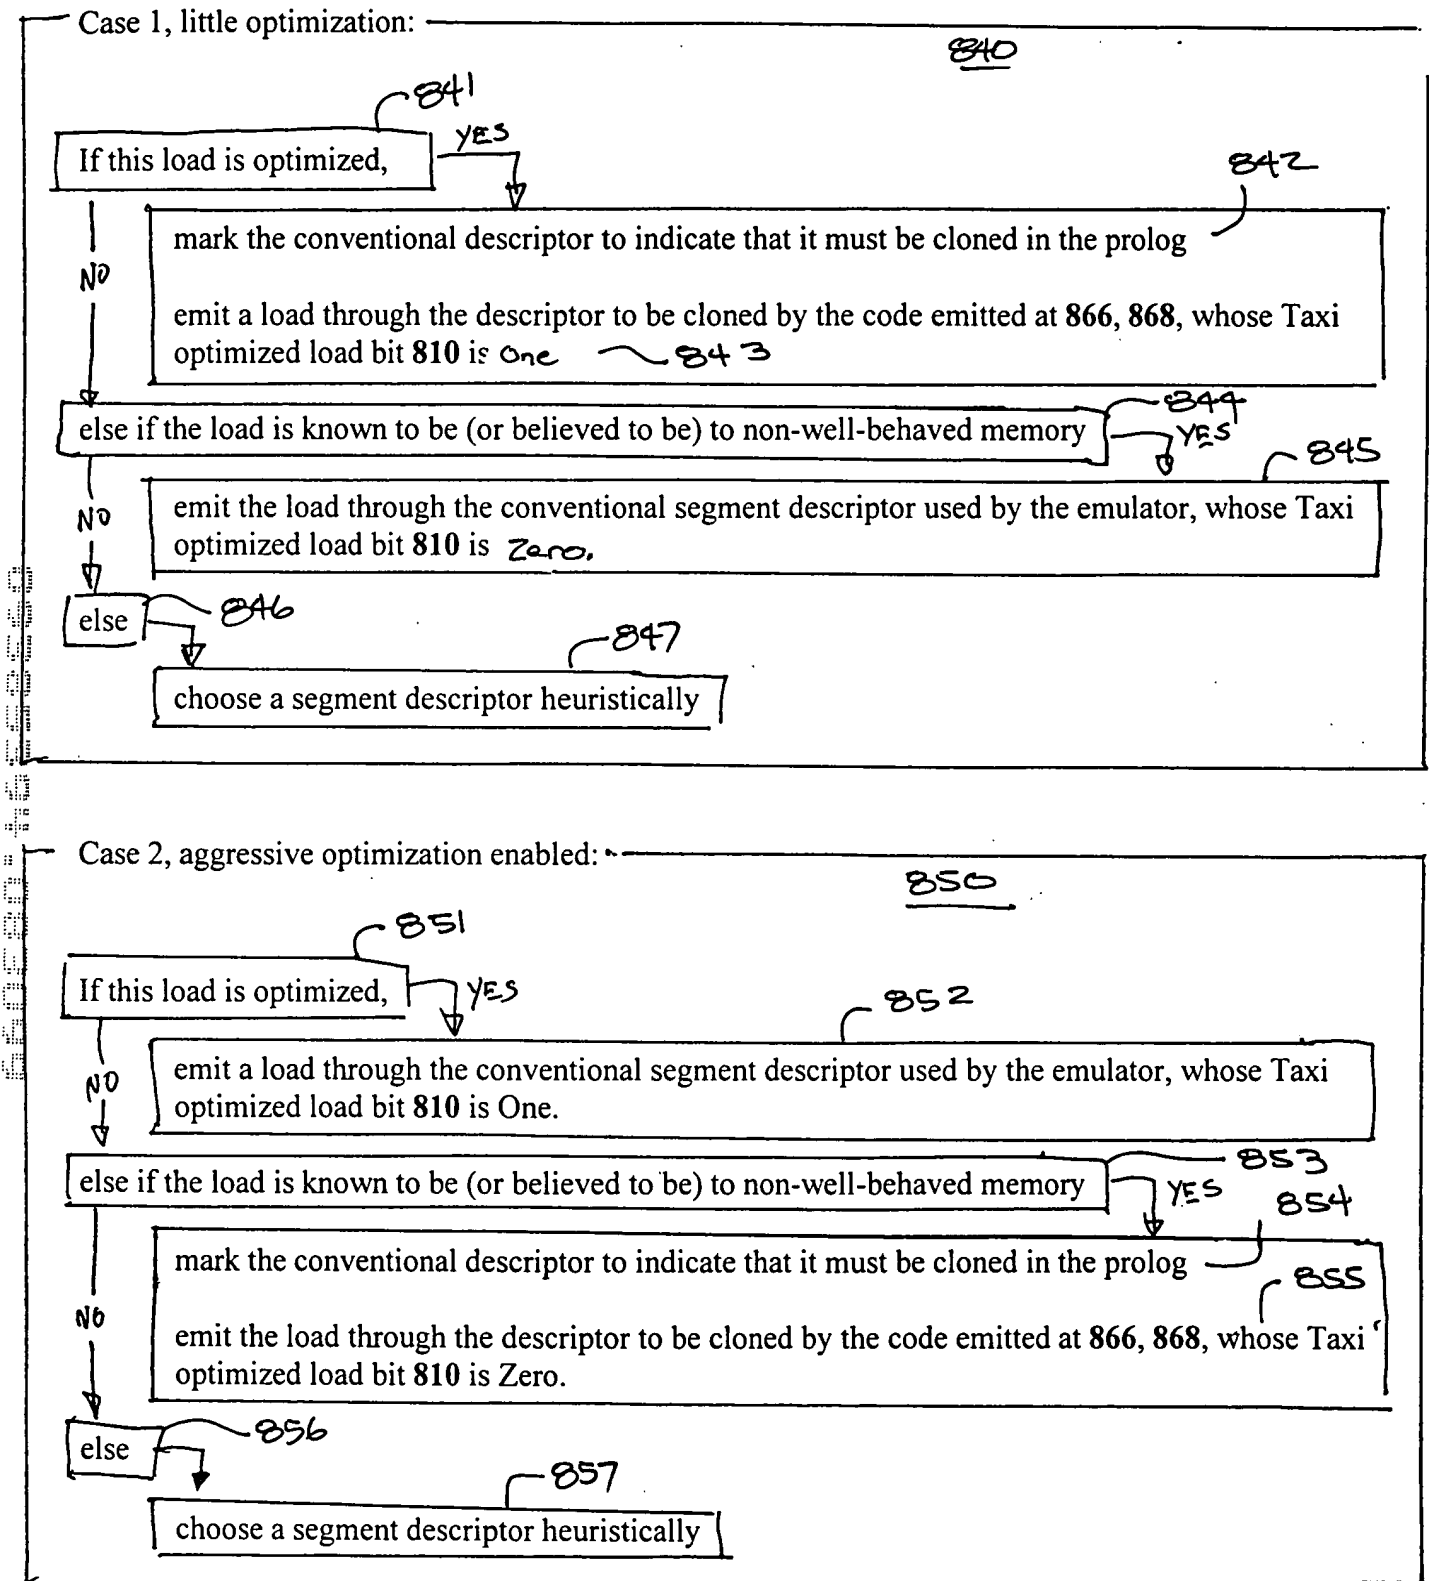 Case 1, little optimization:
840
841
If this load is optimized,
YES
842
mark the conventional descriptor to indicate that it must be cloned in the prolog
NO
emit a load through the descriptor to be cloned by the code emitted at 866, 868, whose Taxi
optimized load bit 810 is One
843
844
else if the load is known to be (or believed to be) to non-well-behaved memory
YES
845
NO
emit the load through the conventional segment descriptor used by the emulator, whose Taxi
optimized load bit 810 is Zero.
else
846
847
choose a segment descriptor heuristically
Case 2, aggressive optimization enabled:
850
851
If this load is optimized,
YES
852
NO
emit a load through the conventional segment descriptor used by the emulator, whose Taxi
optimized load bit 810 is One.
853
else if the load is known to be (or believed to be) to non-well-behaved memory
YES
854
mark the conventional descriptor to indicate that it must be cloned in the prolog
855
NO
emit the load through the descriptor to be cloned by the code emitted at 866, 868, whose Taxi
optimized load bit 810 is Zero.
else
856
857
choose a segment descriptor heuristically